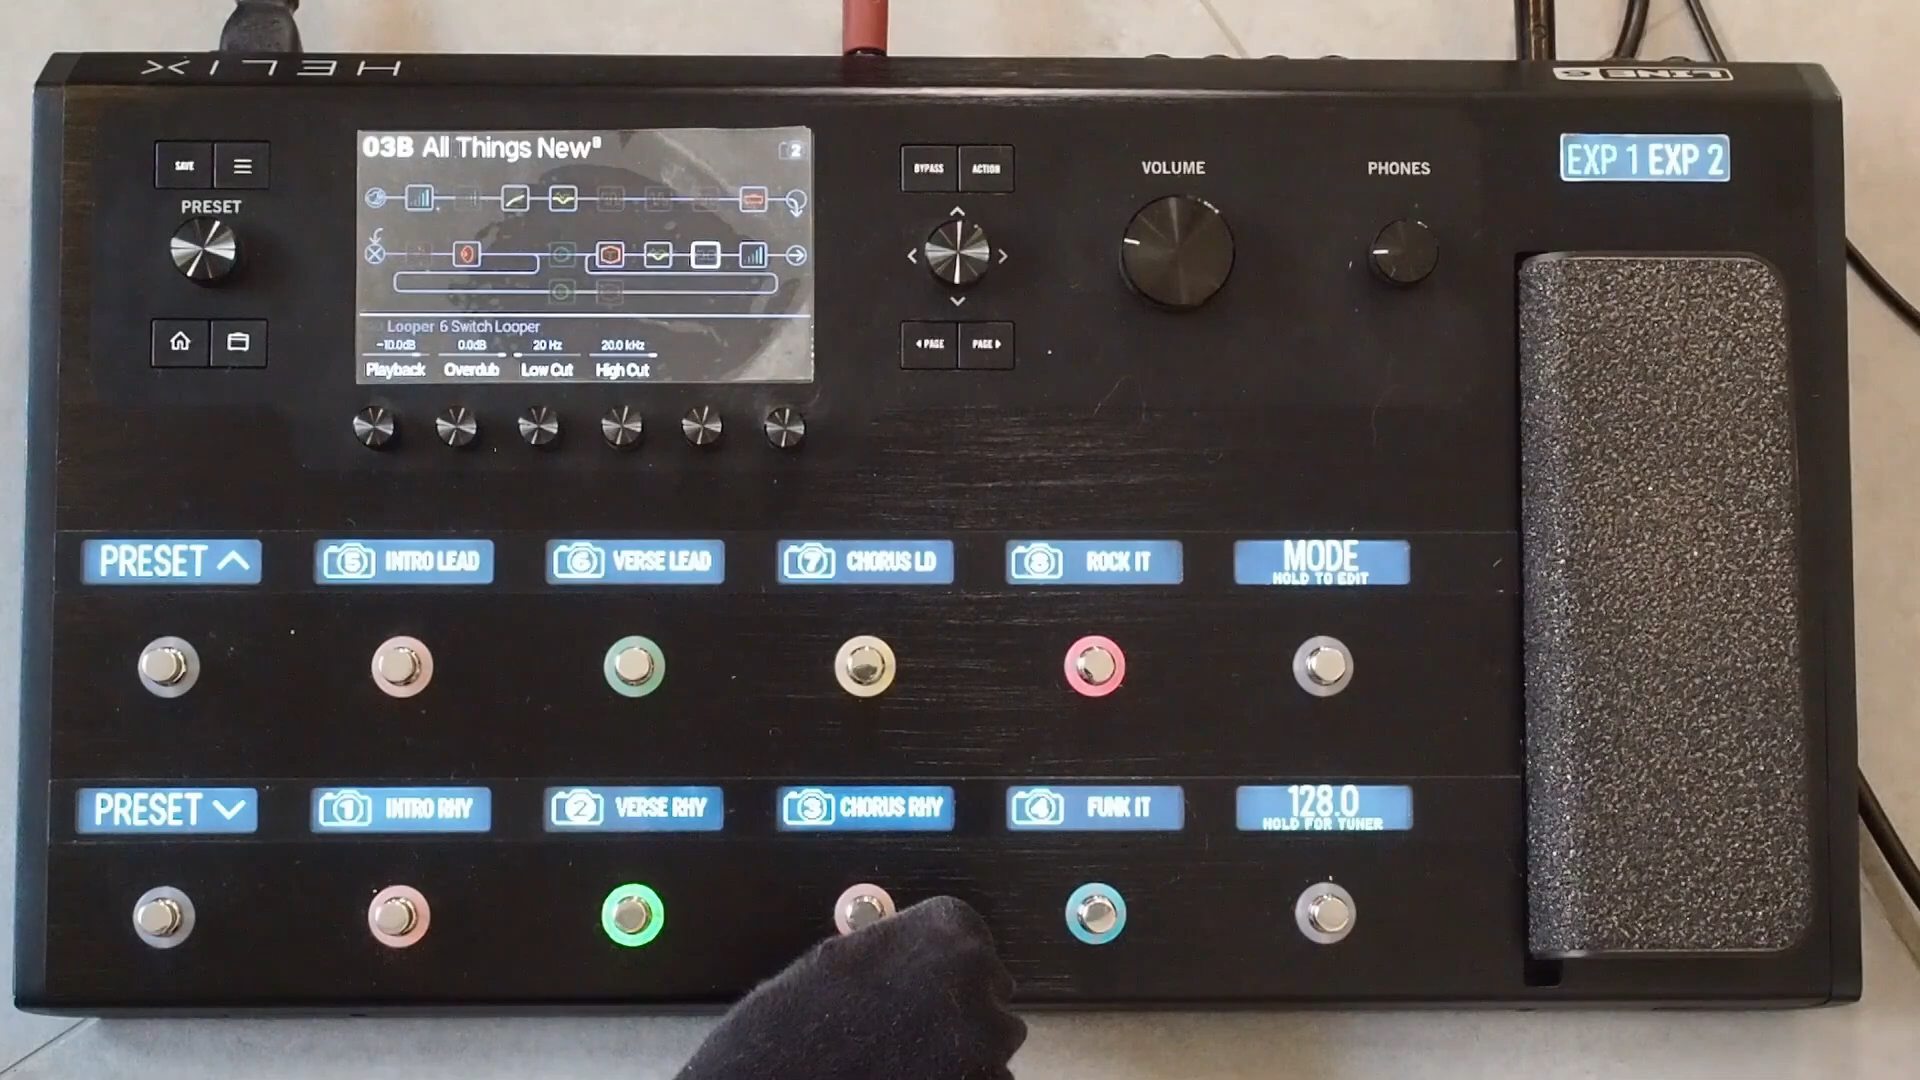 HELIX
LINE 6
SAVE
PRESET
03B All Things New
2
Looper 6 Switch Looper
-10.0dB 0.0dB 20 Hz 20.0 kHz
Playback Overdub Low Cut High Cut
BYPASS ACTION
PAGE PAGE
VOLUME
PHONES
EXP 1 EXP 2
PRESET
5 INTRO LEAD
6 VERSE LEAD
7 CHORUS LD
8 ROCK IT
MODE
HOLD TO EDIT
PRESET
1 INTRO RHY
2 VERSE RHY
3 CHORUS RHY
4 FUNK IT
128.0
HOLD FOR TUNER